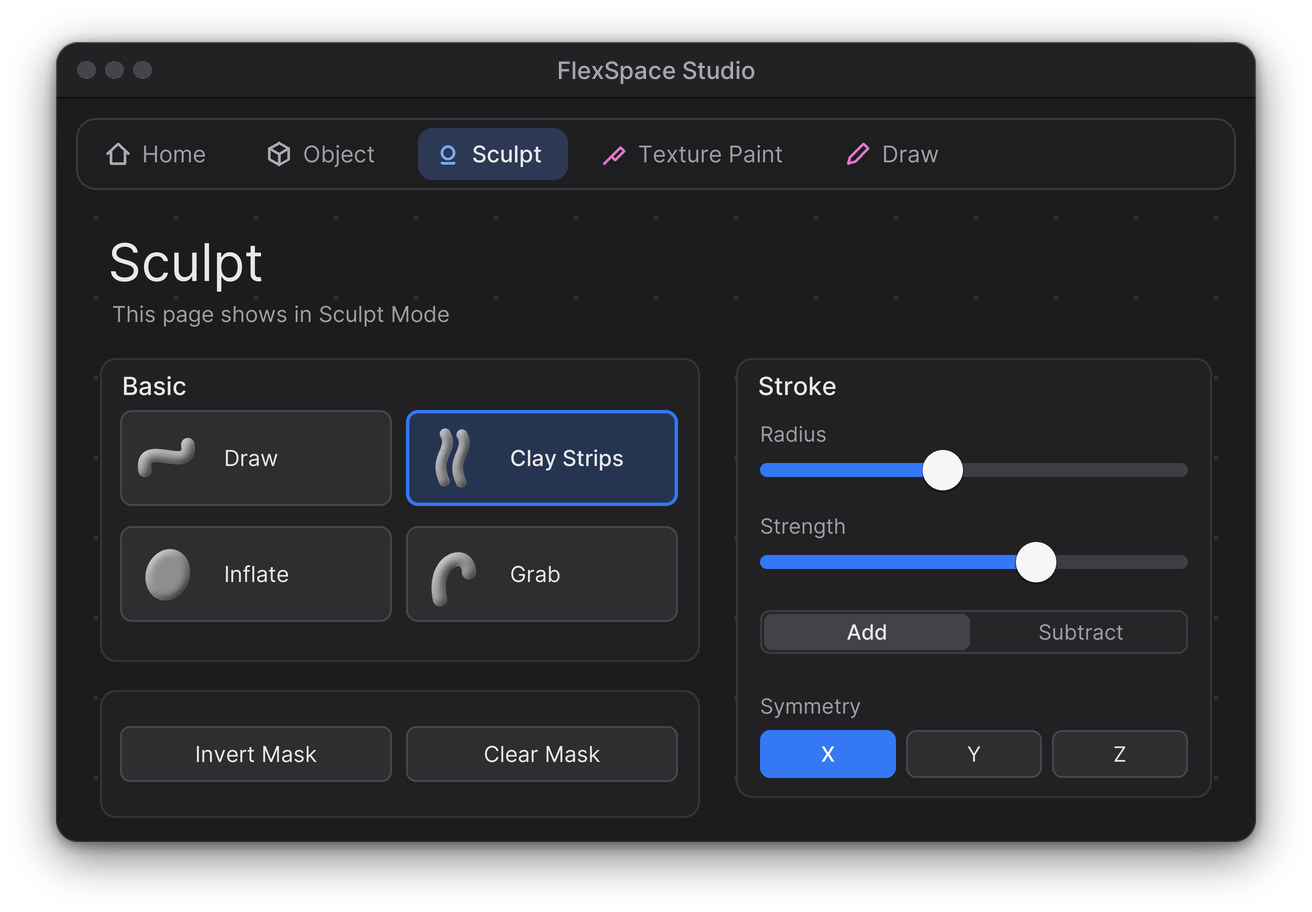 FlexSpace Studio
Home
Object
Sculpt
Texture Paint
Draw
Sculpt
This page shows in Sculpt Mode
Basic
Draw
Clay Strips
Inflate
Grab
Invert Mask
Clear Mask
Stroke
Radius
Strength
Add
Subtract
Symmetry
X
Y
Z